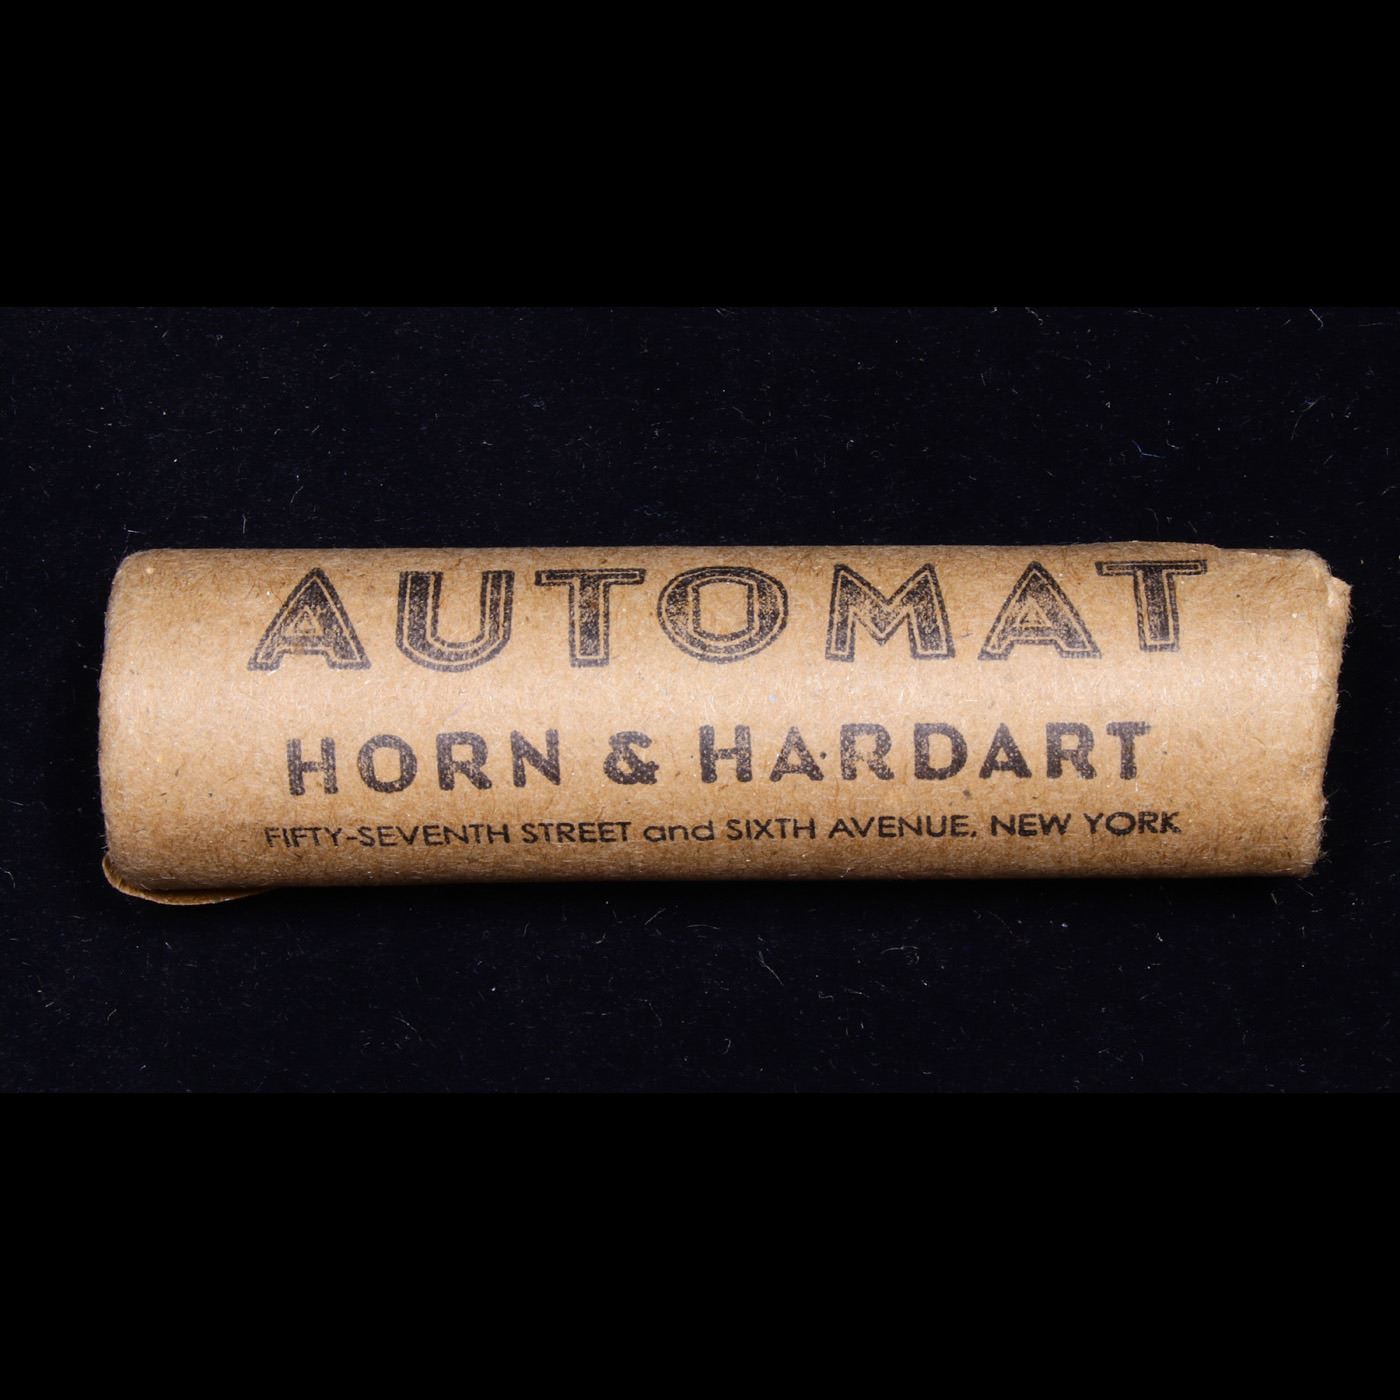 AUTOMAT
HORN & HARDART
FIFTY-SEVENTH STREET and SIXTH AVENUE, NEW YORK